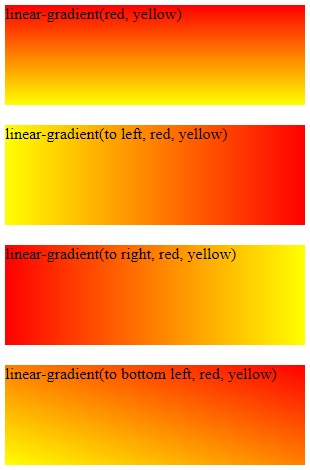 linear-gradient(red, yellow)
linear-gradient(to left, red, yellow)
linear-gradient(to right, red, yellow)
linear-gradient(to bottom left, red, yellow)